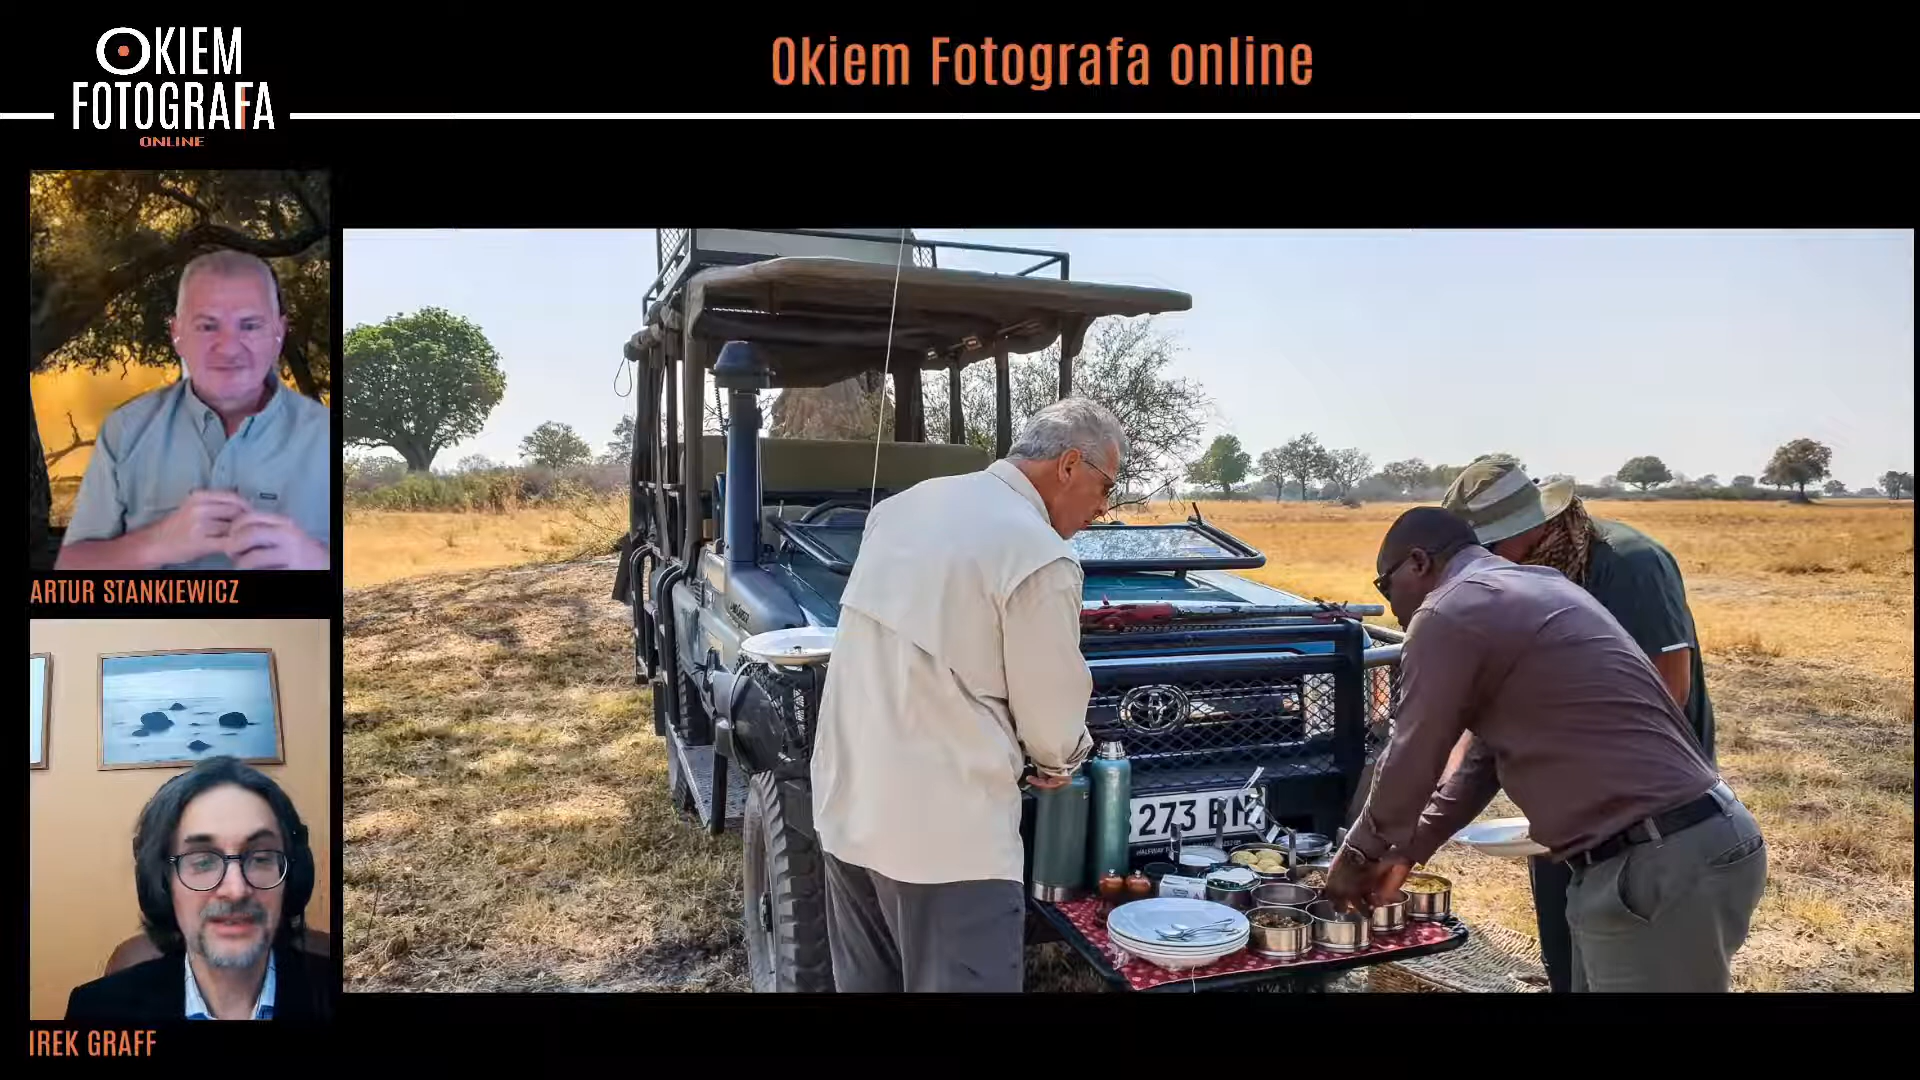 OKIEM
FOTOGRAFA
ONLINE
Okiem Fotografa online
ARTUR STANKIEWICZ
IREK GRAFF
273 BN